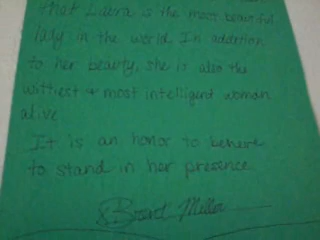 that Laura is the most beautiful
lady in the world. In addition
to her beauty, she is also the
wittiest & most intelligent woman
alive
It is an honor to
to stand in her presence
X Miller